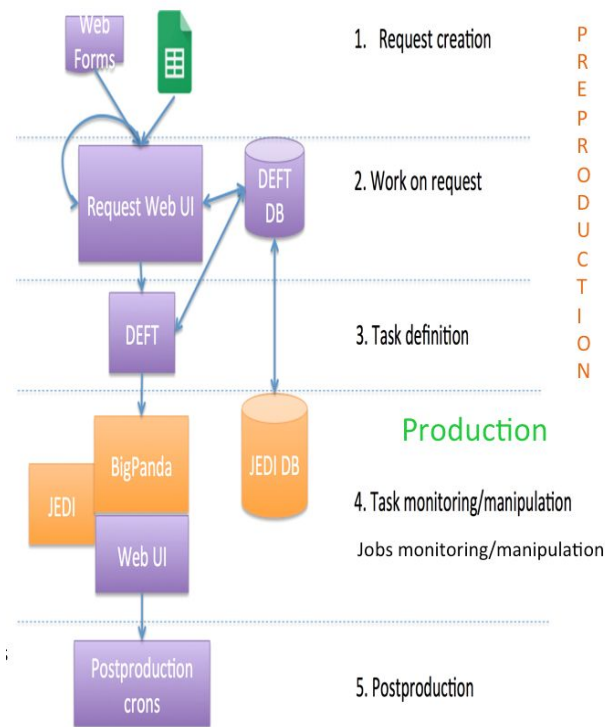 Web
Forms
1. Request creation
PREPRODUCTION
Request Web UI
DEFT
DB
2. Work on request
DEFT
3. Task definition
Production
BigPanda
JEDI
JEDI DB
4. Task monitoring/manipulation
Jobs monitoring/manipulation
Web UI
Postproduction
crons
5. Postproduction